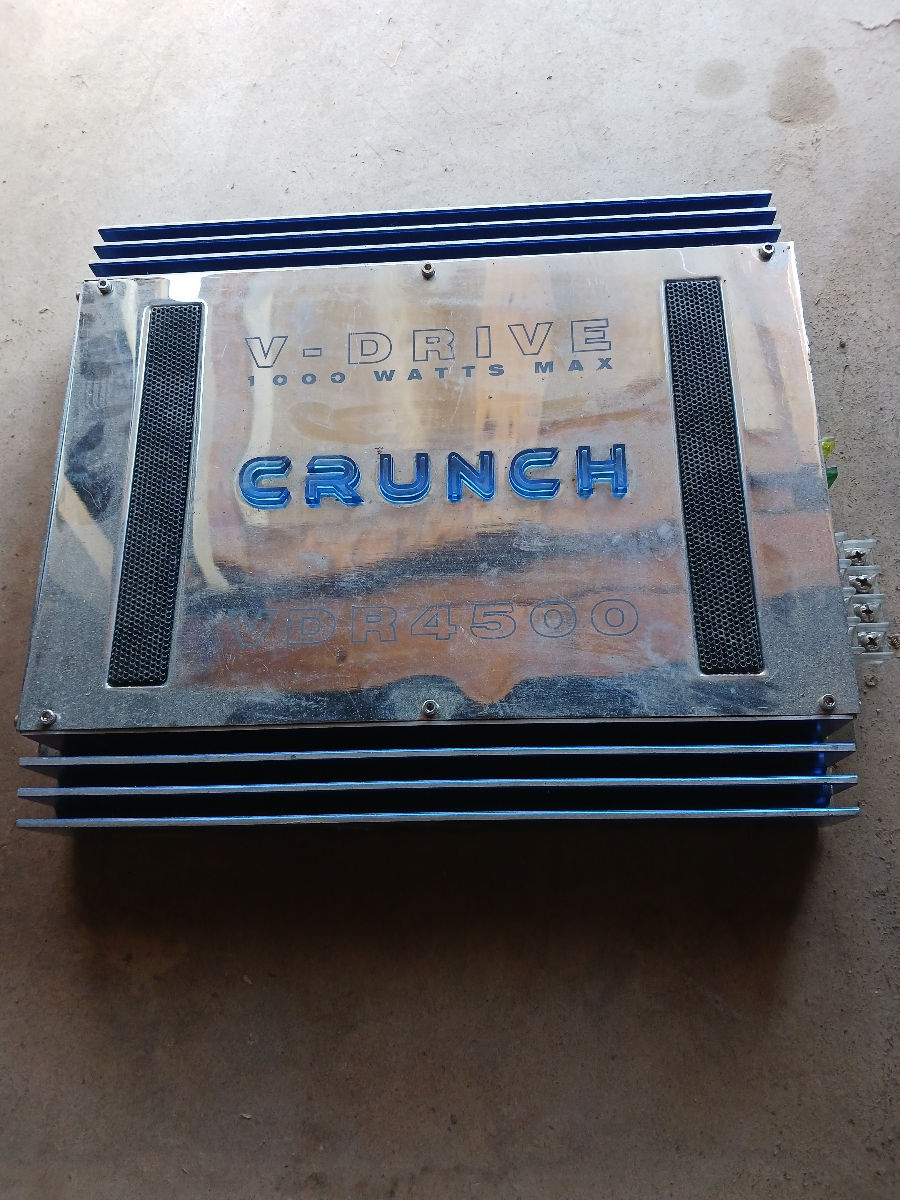 V-DRIVE
1000 WATTS MAX
CRUNCH
VDR4500